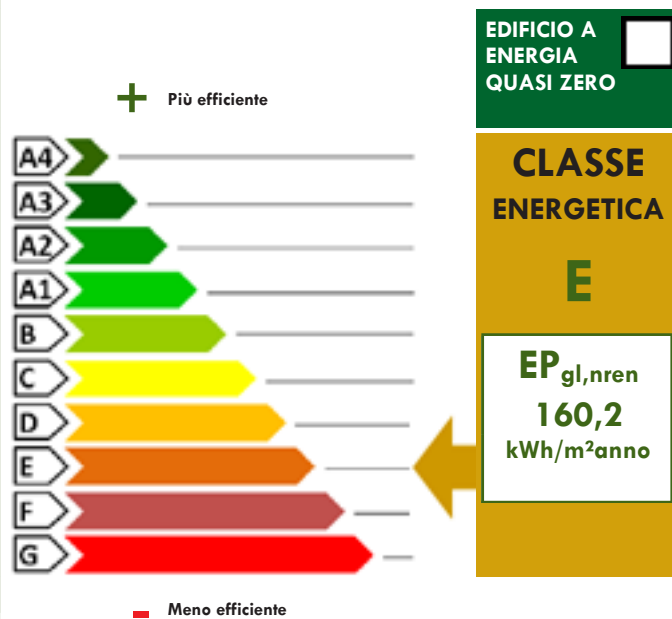 EDIFICIO A
ENERGIA
QUASI ZERO
+ Più efficiente
A4
A3
A2
A1
B
C
D
E
F
G
- Meno efficiente
CLASSE
ENERGETICA
E
EPgl,nren
160,2
kWh/m²anno